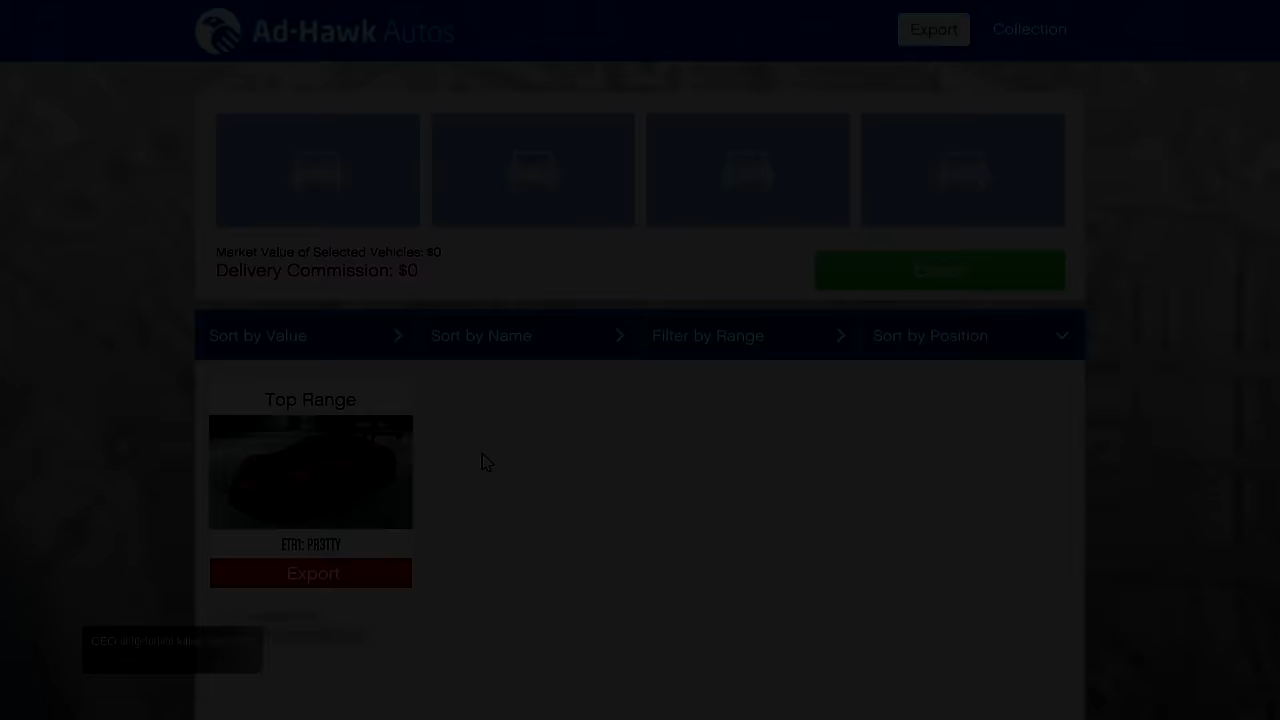 Ad-Hawk Autos
Export
Collection
Market Value of Selected Vehicles: $0
Delivery Commission: $0
Sort by Value
Sort by Name
Filter by Range
Sort by Position
Top Range
ETR1: PR3TTY
Export
CEO